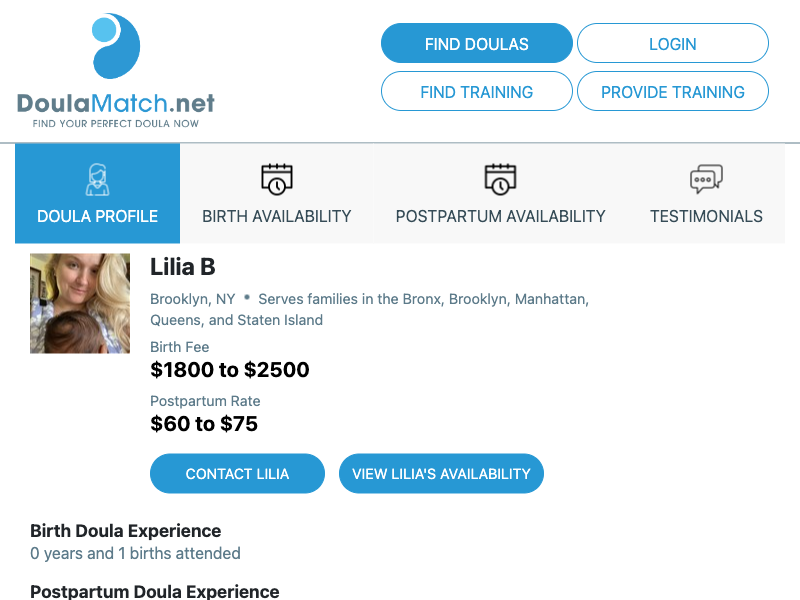 DoulaMatch.net
FIND YOUR PERFECT DOULA NOW
FIND DOULAS
LOGIN
FIND TRAINING
PROVIDE TRAINING
DOULA PROFILE
BIRTH AVAILABILITY
POSTPARTUM AVAILABILITY
TESTIMONIALS
Lilia B
Brooklyn, NY • Serves families in the Bronx, Brooklyn, Manhattan,
Queens, and Staten Island
Birth Fee
$1800 to $2500
Postpartum Rate
$60 to $75
CONTACT LILIA
VIEW LILIA'S AVAILABILITY
Birth Doula Experience
0 years and 1 births attended
Postpartum Doula Experience